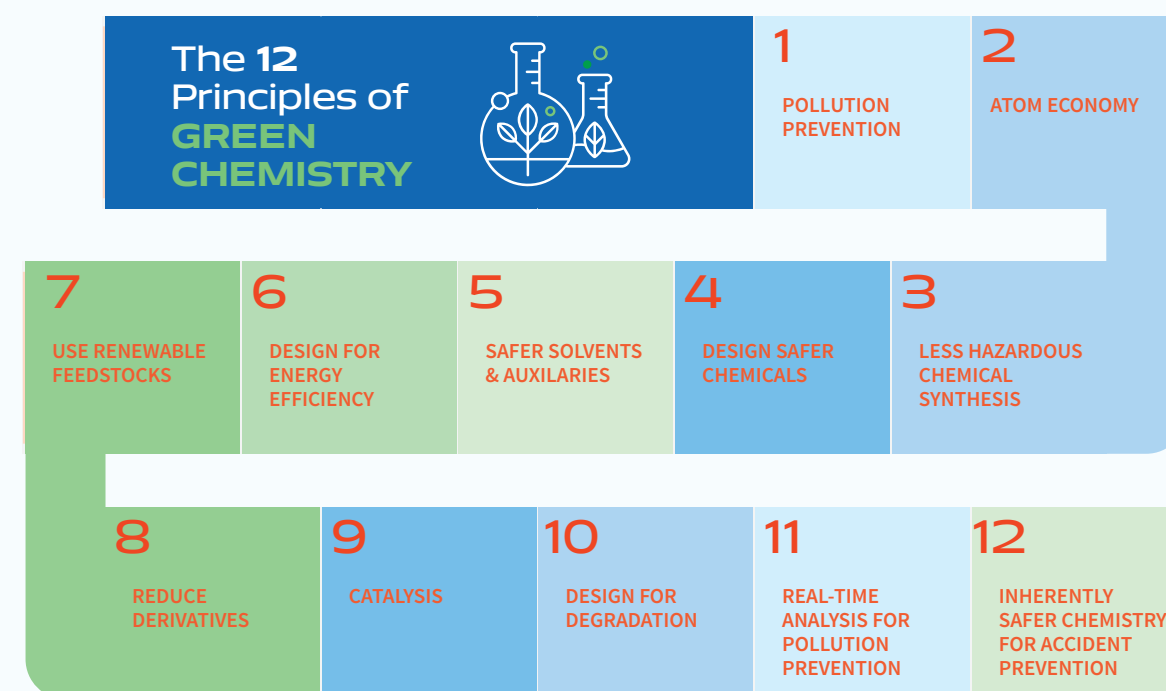 The 12
Principles of
GREEN
CHEMISTRY
1
POLLUTION
PREVENTION
2
ATOM ECONOMY
3
LESS HAZARDOUS
CHEMICAL
SYNTHESIS
4
DESIGN SAFER
CHEMICALS
5
SAFER SOLVENTS
& AUXILARIES
6
DESIGN FOR
ENERGY
EFFICIENCY
7
USE RENEWABLE
FEEDSTOCKS
8
REDUCE
DERIVATIVES
9
CATALYSIS
10
DESIGN FOR
DEGRADATION
11
REAL-TIME
ANALYSIS FOR
POLLUTION
PREVENTION
12
INHERENTLY
SAFER CHEMISTRY
FOR ACCIDENT
PREVENTION